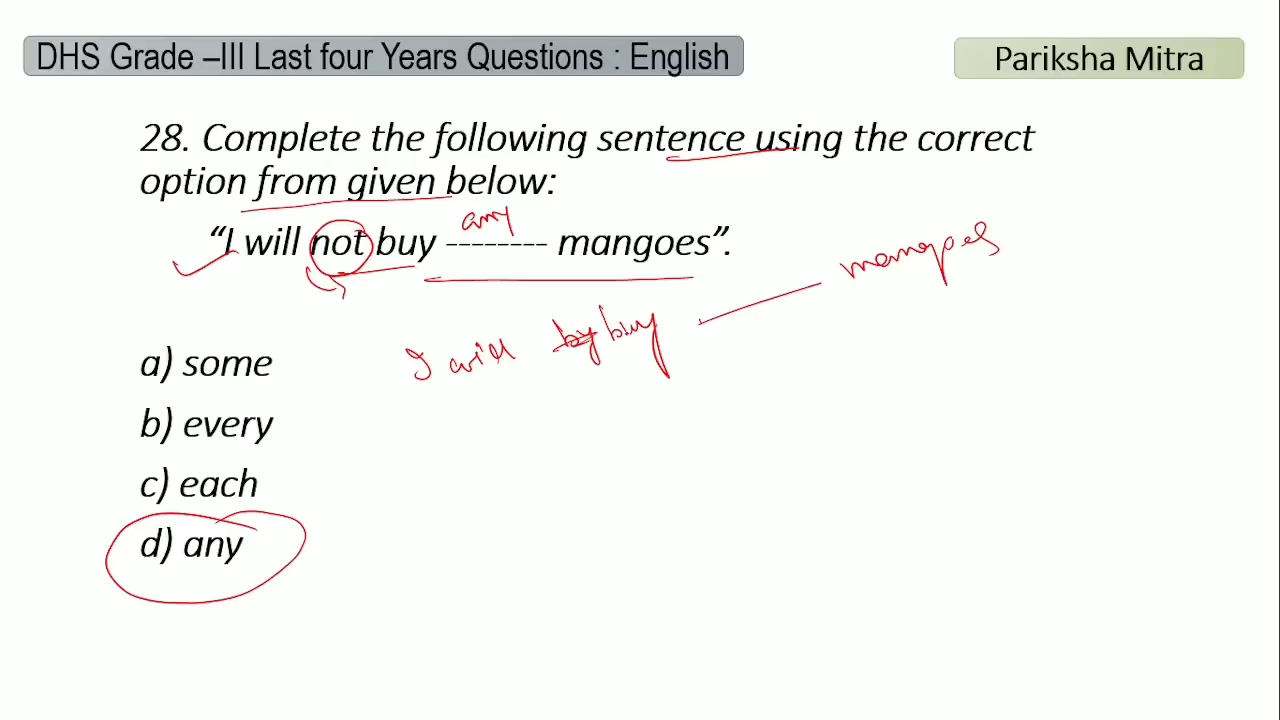 DHS Grade –III Last four Years Questions : English
Pariksha Mitra
28. Complete the following sentence using the correct
option from given below:
any
“I will not buy -------- mangoes”.
I will by buy ——— mangoes
a) some
b) every
c) each
d) any